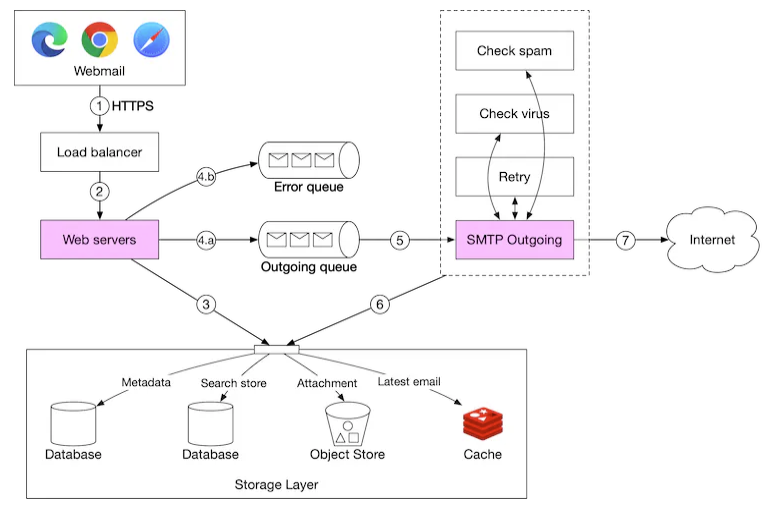 Webmail
1 HTTPS
Load balancer
2
Web servers
4.b
Error queue
4.a
Outgoing queue
5
Check spam
Check virus
Retry
SMTP Outgoing
7
Internet
3
6
Metadata
Search store
Attachment
Latest email
Database
Database
Object Store
Cache
Storage Layer